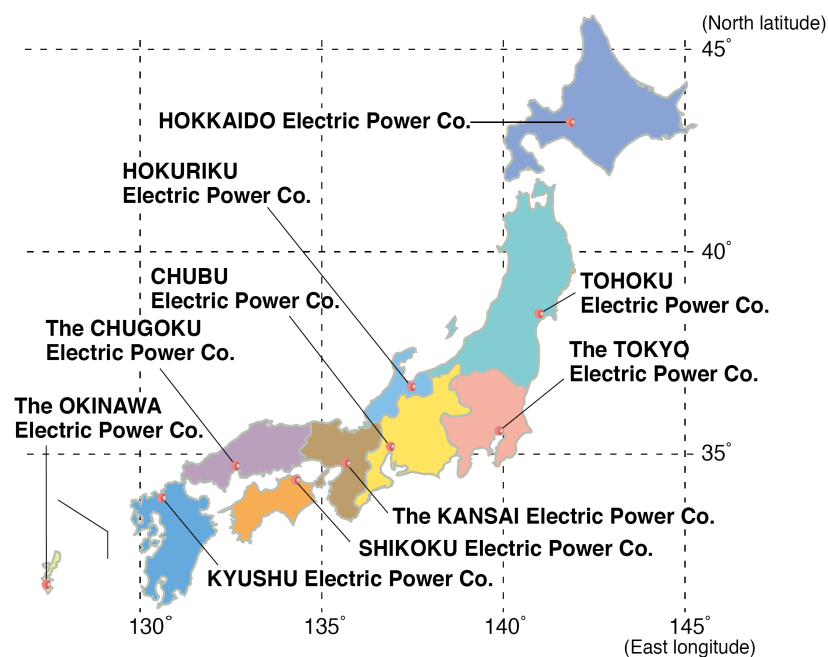 (North latitude)
45°
HOKKAIDO Electric Power Co.
HOKURIKU
Electric Power Co.
40°
CHUBU
Electric Power Co.
TOHOKU
Electric Power Co.
The CHUGOKU
Electric Power Co.
The TOKYO
Electric Power Co.
The OKINAWA
Electric Power Co.
35°
The KANSAI Electric Power Co.
SHIKOKU Electric Power Co.
KYUSHU Electric Power Co.
130°
135°
140°
145°
(East longitude)